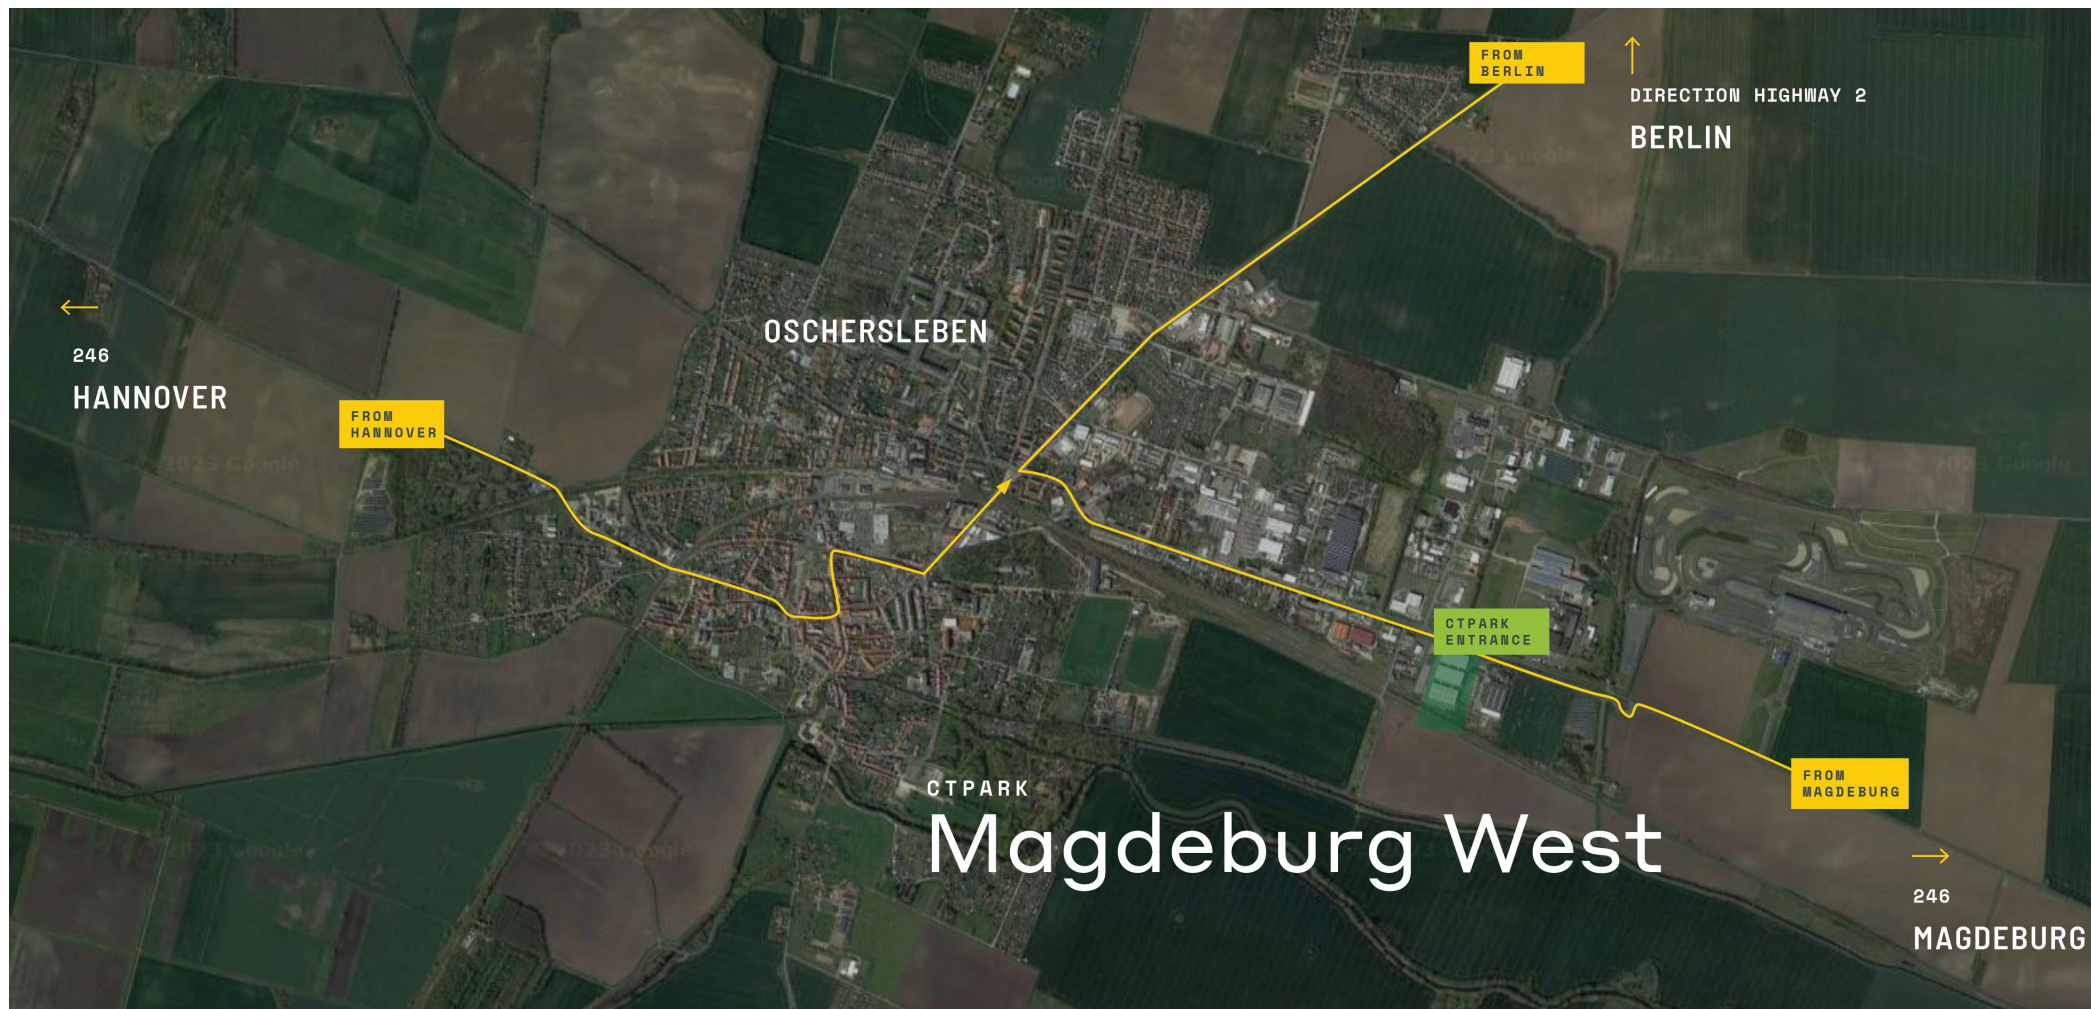 FROM
BERLIN
DIRECTION HIGHWAY 2
BERLIN
OSCHERSLEBEN
246
HANNOVER
FROM
HANNOVER
CTPARK
ENTRANCE
FROM
MAGDEBURG
CTPARK
Magdeburg West
246
MAGDEBURG